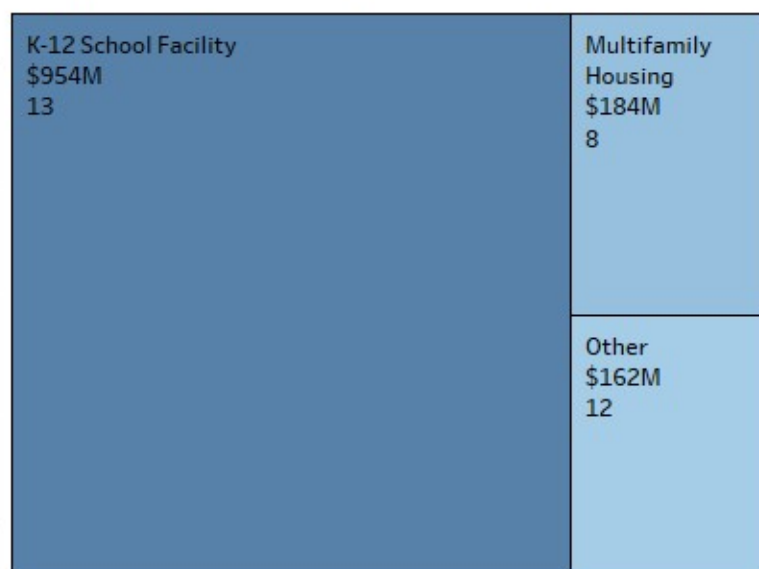 K-12 School Facility
$954M
13
Multifamily
Housing
$184M
8
Other
$162M
12